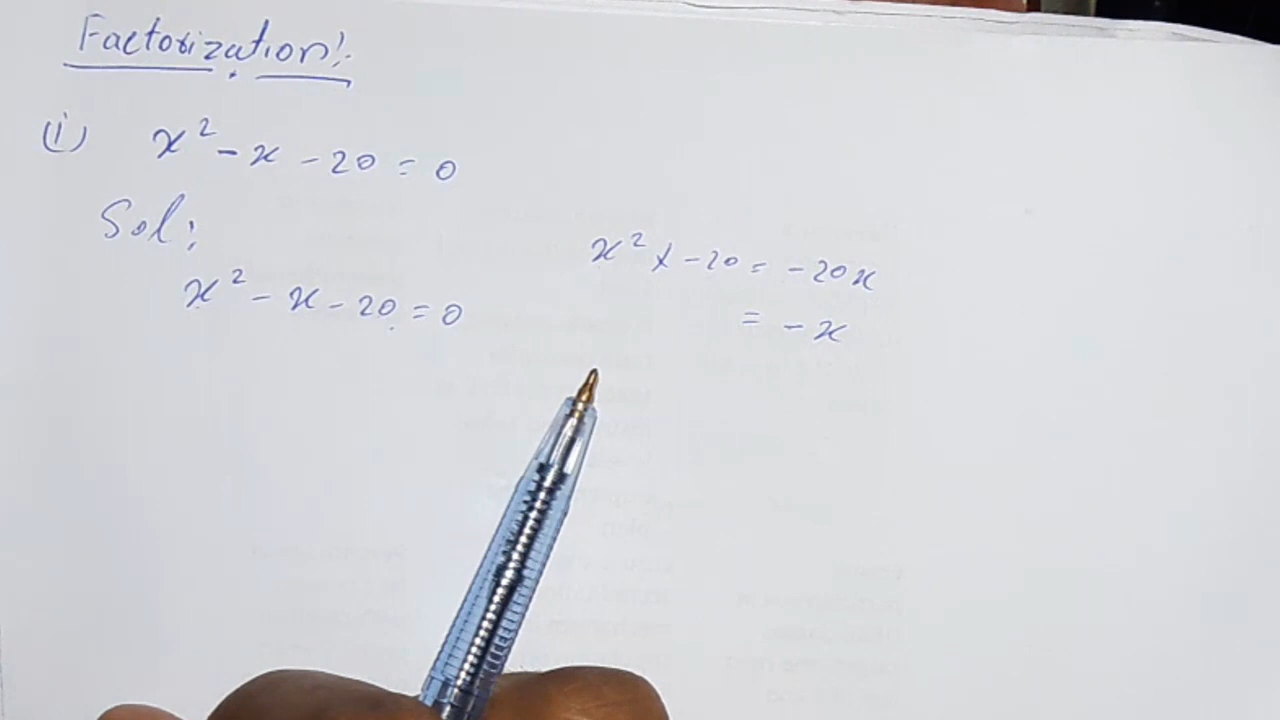 Factorization:
(i) x² - x - 20 = 0
Sol:
x² - x - 20 = 0
x² x -20 = -20x
= -x